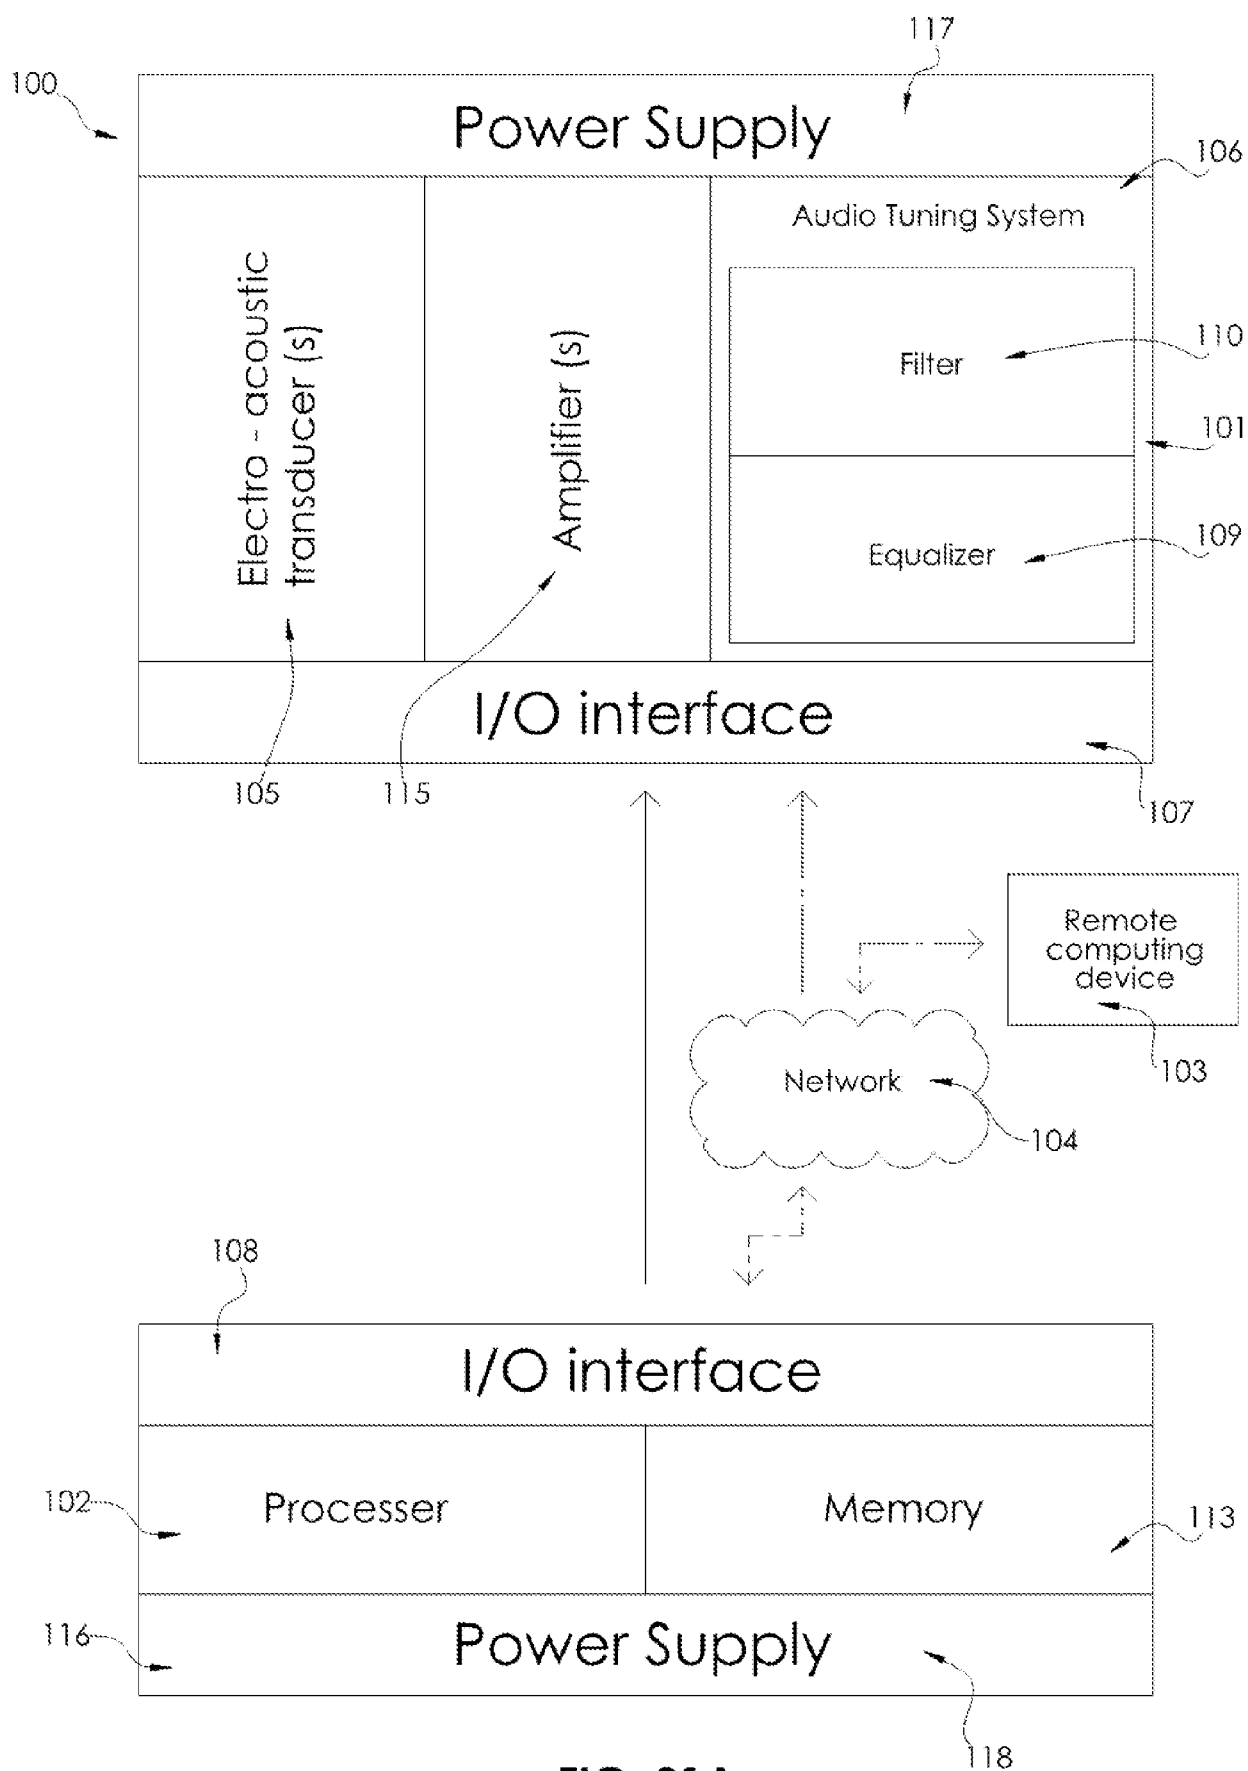 117
100
Power Supply
106
Audio Tuning System
Electro - acoustic
transducer (s)
Amplifier (s)
110
Filter
101
109
Equalizer
I/O interface
105
115
107
Remote
computing
device
103
Network
104
108
I/O interface
102
Processer
Memory
113
116
Power Supply
118